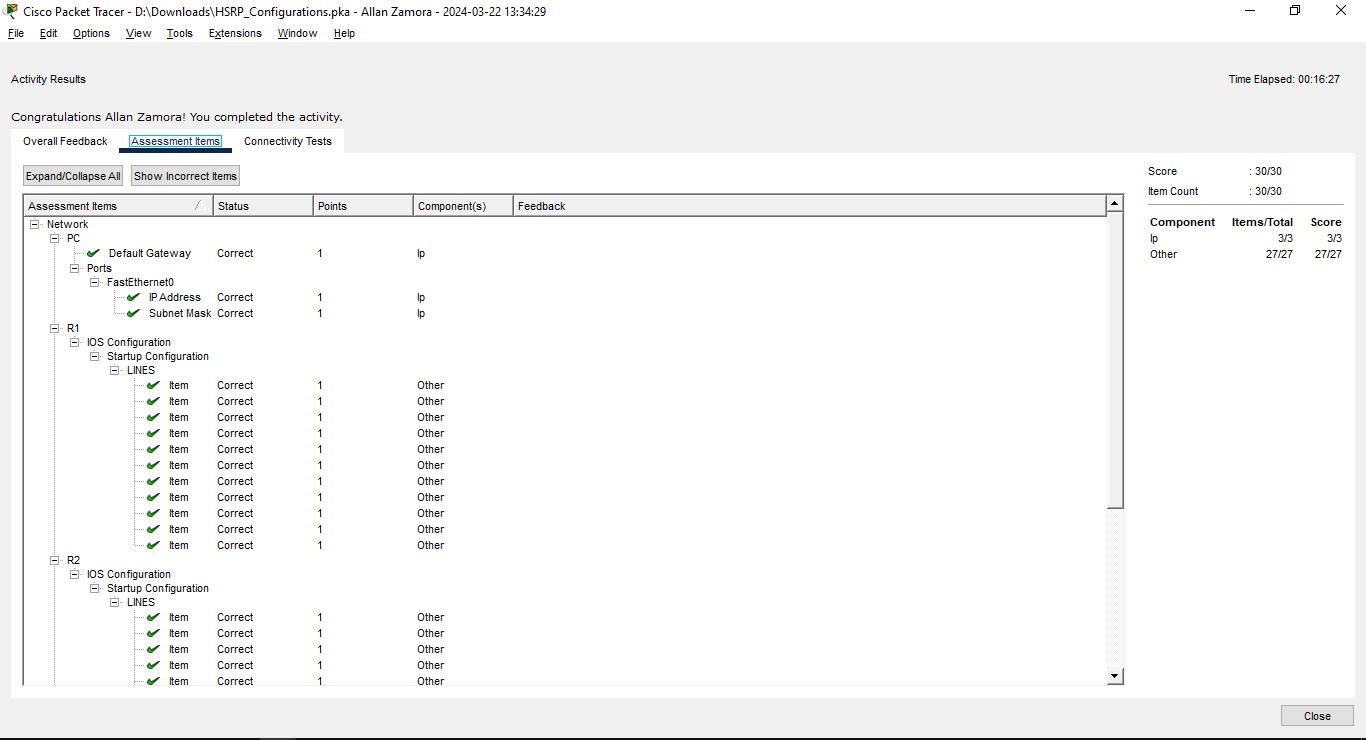 Cisco Packet Tracer - D:\Downloads\HSRP_Configurations.pka - Allan Zamora - 2024-03-22 13:34:29
File Edit Options View Tools Extensions Window Help
Activity Results Time Elapsed: 00:16:27
Congratulations Allan Zamora! You completed the activity.
Overall Feedback Assessment Items Connectivity Tests
Expand/Collapse All Show Incorrect Items
Score : 30/30
Item Count : 30/30
Component Items/Total Score
Ip 3/3 3/3
Other 27/27 27/27
Assessment Items Status Points Component(s) Feedback
Network
PC
Default Gateway Correct 1 Ip
Ports
FastEthernet0
IP Address Correct 1 Ip
Subnet Mask Correct 1 Ip
R1
IOS Configuration
Startup Configuration
LINES
Item Correct 1 Other
Item Correct 1 Other
Item Correct 1 Other
Item Correct 1 Other
Item Correct 1 Other
Item Correct 1 Other
Item Correct 1 Other
Item Correct 1 Other
Item Correct 1 Other
Item Correct 1 Other
Item Correct 1 Other
R2
IOS Configuration
Startup Configuration
LINES
Item Correct 1 Other
Item Correct 1 Other
Item Correct 1 Other
Item Correct 1 Other
Item Correct 1 Other
Close